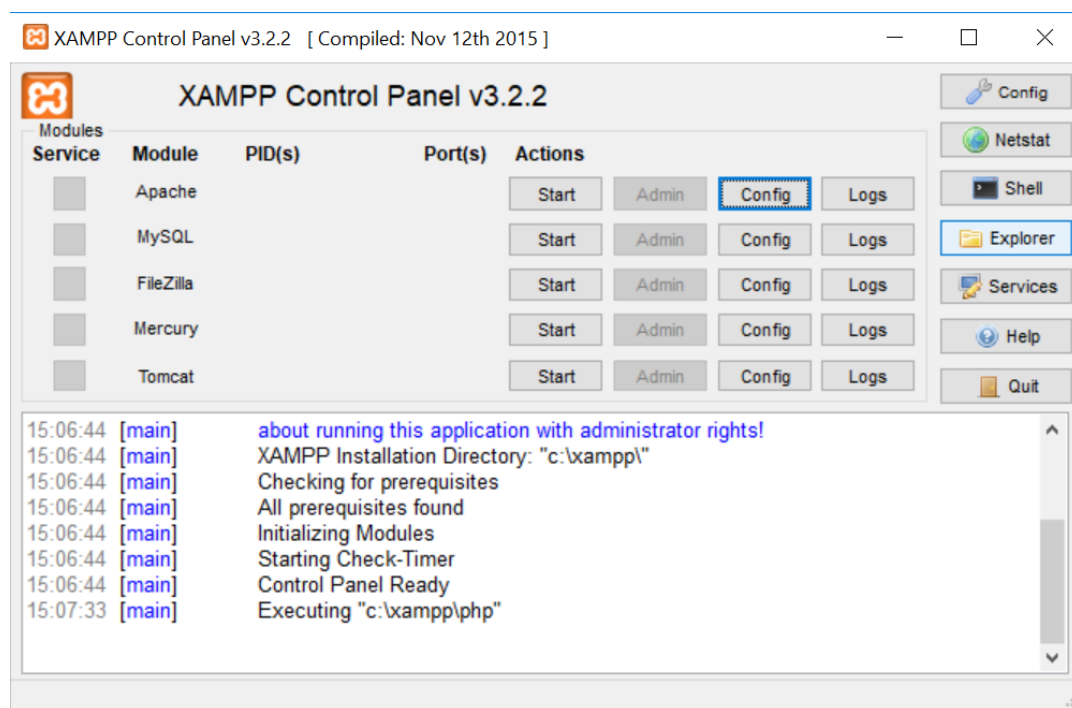 XAMPP Control Panel v3.2.2 [ Compiled: Nov 12th 2015 ]
XAMPP Control Panel v3.2.2
Config
Modules
Service Module PID(s) Port(s) Actions
Netstat
Apache Start Admin Config Logs
Shell
MySQL Start Admin Config Logs
Explorer
FileZilla Start Admin Config Logs
Services
Mercury Start Admin Config Logs
Help
Tomcat Start Admin Config Logs
Quit
15:06:44 [main] about running this application with administrator rights!
15:06:44 [main] XAMPP Installation Directory: "c:\xampp\"
15:06:44 [main] Checking for prerequisites
15:06:44 [main] All prerequisites found
15:06:44 [main] Initializing Modules
15:06:44 [main] Starting Check-Timer
15:06:44 [main] Control Panel Ready
15:07:33 [main] Executing "c:\xampp\php"